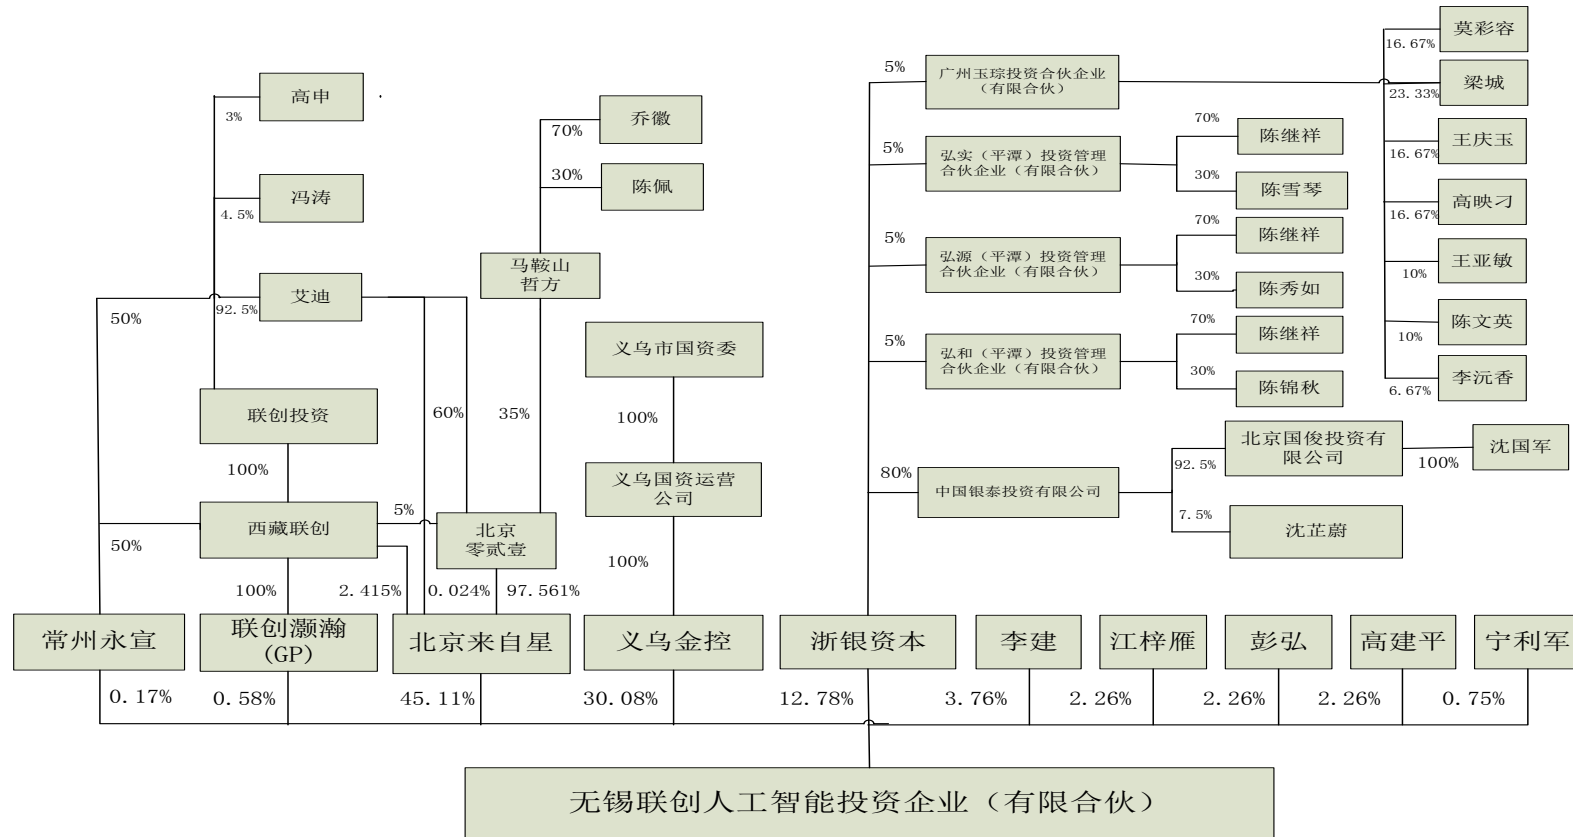 莫彩容
16.67%
5%
广州玉琮投资合伙企业
（有限合伙）
梁城
23.33%
高申
3%
乔徽
70%
70%
陈继祥
王庆玉
16.67%
5%
弘实（平潭）投资管理
合伙企业（有限合伙）
30%
陈佩
30%
陈雪琴
冯涛
4.5%
高映刁
16.67%
70%
陈继祥
5%
弘源（平潭）投资管理
合伙企业（有限合伙）
马鞍山
哲方
30%
陈秀如
王亚敏
10%
艾迪
92.5%
50%
70%
陈继祥
陈文英
10%
义乌市国资委
5%
弘和（平潭）投资管理
合伙企业（有限合伙）
30%
陈锦秋
李沅香
6.67%
联创投资
60%
35%
100%
北京国俊投资有
限公司
沈国军
92.5%
100%
100%
义乌国资运营
公司
80%
中国银泰投资有限公司
西藏联创
5%
北京
零贰壹
7.5%
沈芷蔚
50%
100%
100%
2.415%
0.024%
97.561%
常州永宣
联创灏瀚
(GP)
北京来自星
义乌金控
浙银资本
李建
江梓雁
彭弘
高建平
宁利军
0.17%
0.58%
45.11%
30.08%
12.78%
3.76%
2.26%
2.26%
2.26%
0.75%
无锡联创人工智能投资企业（有限合伙）